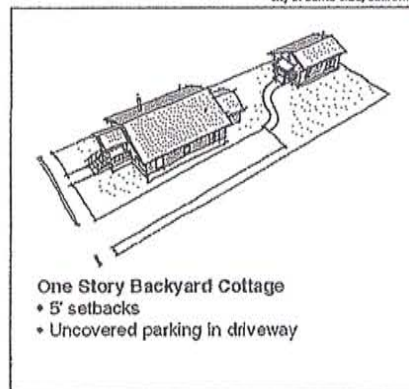 One Story Backyard Cottage
• 5' setbacks
• Uncovered parking in driveway